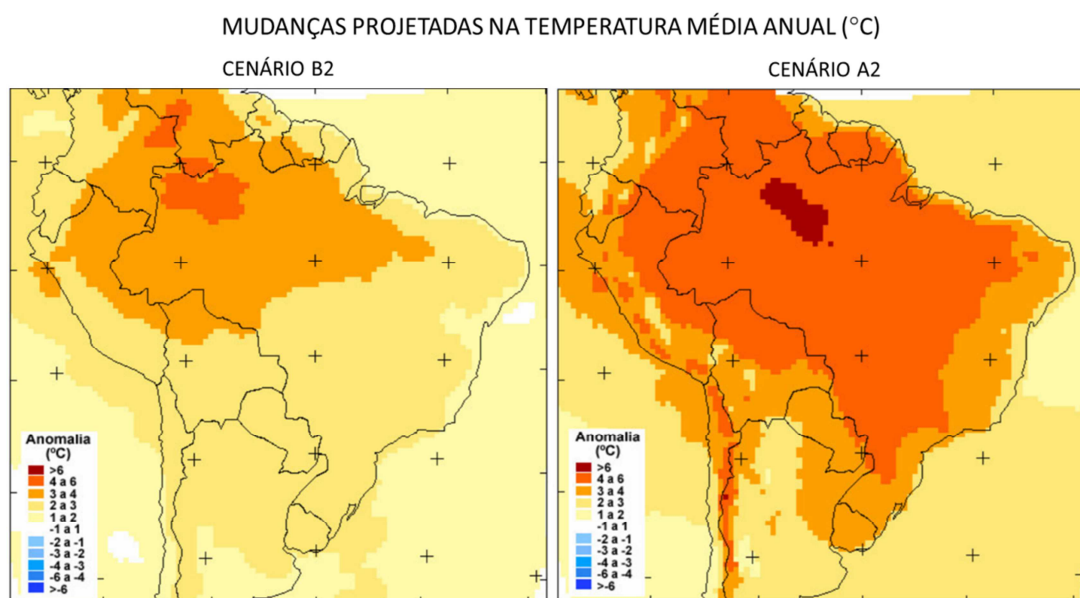 MUDANÇAS PROJETADAS NA TEMPERATURA MÉDIA ANUAL (°C)
CENÁRIO B2
CENÁRIO A2
Anomalia
(ºC)
>6
4 a 6
3 a 4
2 a 3
1 a 2
-1 a 1
-2 a -1
-3 a -2
-4 a -3
-6 a -4
>-6
Anomalia
(ºC)
>6
4 a 6
3 a 4
2 a 3
1 a 2
-1 a 1
-2 a -1
-3 a -2
-4 a -3
-6 a -4
>-6